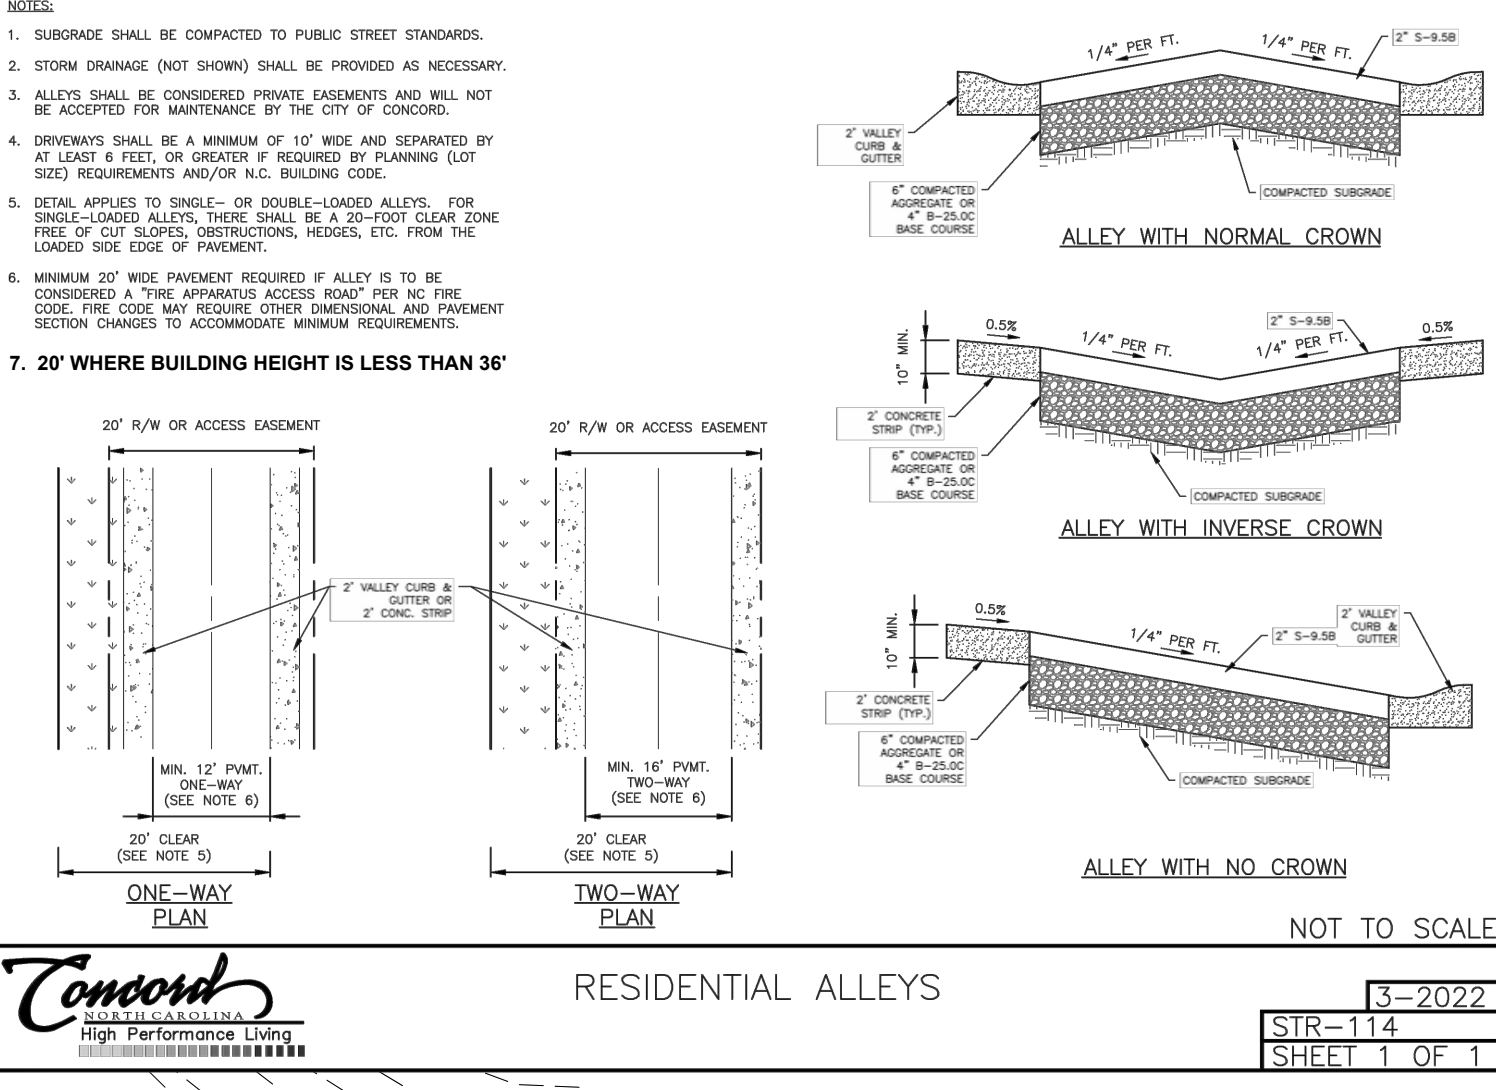 NOTES:
1. SUBGRADE SHALL BE COMPACTED TO PUBLIC STREET STANDARDS.
2. STORM DRAINAGE (NOT SHOWN) SHALL BE PROVIDED AS NECESSARY.
3. ALLEYS SHALL BE CONSIDERED PRIVATE EASEMENTS AND WILL NOT
BE ACCEPTED FOR MAINTENANCE BY THE CITY OF CONCORD.
4. DRIVEWAYS SHALL BE A MINIMUM OF 10' WIDE AND SEPARATED BY
AT LEAST 6 FEET, OR GREATER IF REQUIRED BY PLANNING (LOT
SIZE) REQUIREMENTS AND/OR N.C. BUILDING CODE.
5. DETAIL APPLIES TO SINGLE- OR DOUBLE-LOADED ALLEYS. FOR
SINGLE-LOADED ALLEYS, THERE SHALL BE A 20-FOOT CLEAR ZONE
FREE OF CUT SLOPES, OBSTRUCTIONS, HEDGES, ETC. FROM THE
LOADED SIDE EDGE OF PAVEMENT.
6. MINIMUM 20' WIDE PAVEMENT REQUIRED IF ALLEY IS TO BE
CONSIDERED A "FIRE APPARATUS ACCESS ROAD" PER NC FIRE
CODE. FIRE CODE MAY REQUIRE OTHER DIMENSIONAL AND PAVEMENT
SECTION CHANGES TO ACCOMMODATE MINIMUM REQUIREMENTS.
7. 20' WHERE BUILDING HEIGHT IS LESS THAN 36'
20' R/W OR ACCESS EASEMENT
2' VALLEY CURB &
GUTTER OR
2' CONC. STRIP
MIN. 12' PVMT.
ONE-WAY
(SEE NOTE 6)
20' CLEAR
(SEE NOTE 5)
ONE-WAY
PLAN
20' R/W OR ACCESS EASEMENT
MIN. 16' PVMT.
TWO-WAY
(SEE NOTE 6)
20' CLEAR
(SEE NOTE 5)
TWO-WAY
PLAN
1/4" PER FT.
1/4" PER FT.
2" S-9.5B
2' VALLEY
CURB &
GUTTER
6" COMPACTED
AGGREGATE OR
4" B-25.0C
BASE COURSE
COMPACTED SUBGRADE
ALLEY WITH NORMAL CROWN
10" MIN.
0.5%
1/4" PER FT.
2" S-9.5B
1/4" PER FT.
0.5%
2' CONCRETE
STRIP (TYP.)
6" COMPACTED
AGGREGATE OR
4" B-25.0C
BASE COURSE
COMPACTED SUBGRADE
ALLEY WITH INVERSE CROWN
10" MIN.
0.5%
1/4" PER FT.
2" S-9.5B
2' VALLEY
CURB &
GUTTER
2' CONCRETE
STRIP (TYP.)
6" COMPACTED
AGGREGATE OR
4" B-25.0C
BASE COURSE
COMPACTED SUBGRADE
ALLEY WITH NO CROWN
NOT TO SCALE
Concord
NORTH CAROLINA
High Performance Living
RESIDENTIAL ALLEYS
3-2022
STR-114
SHEET 1 OF 1